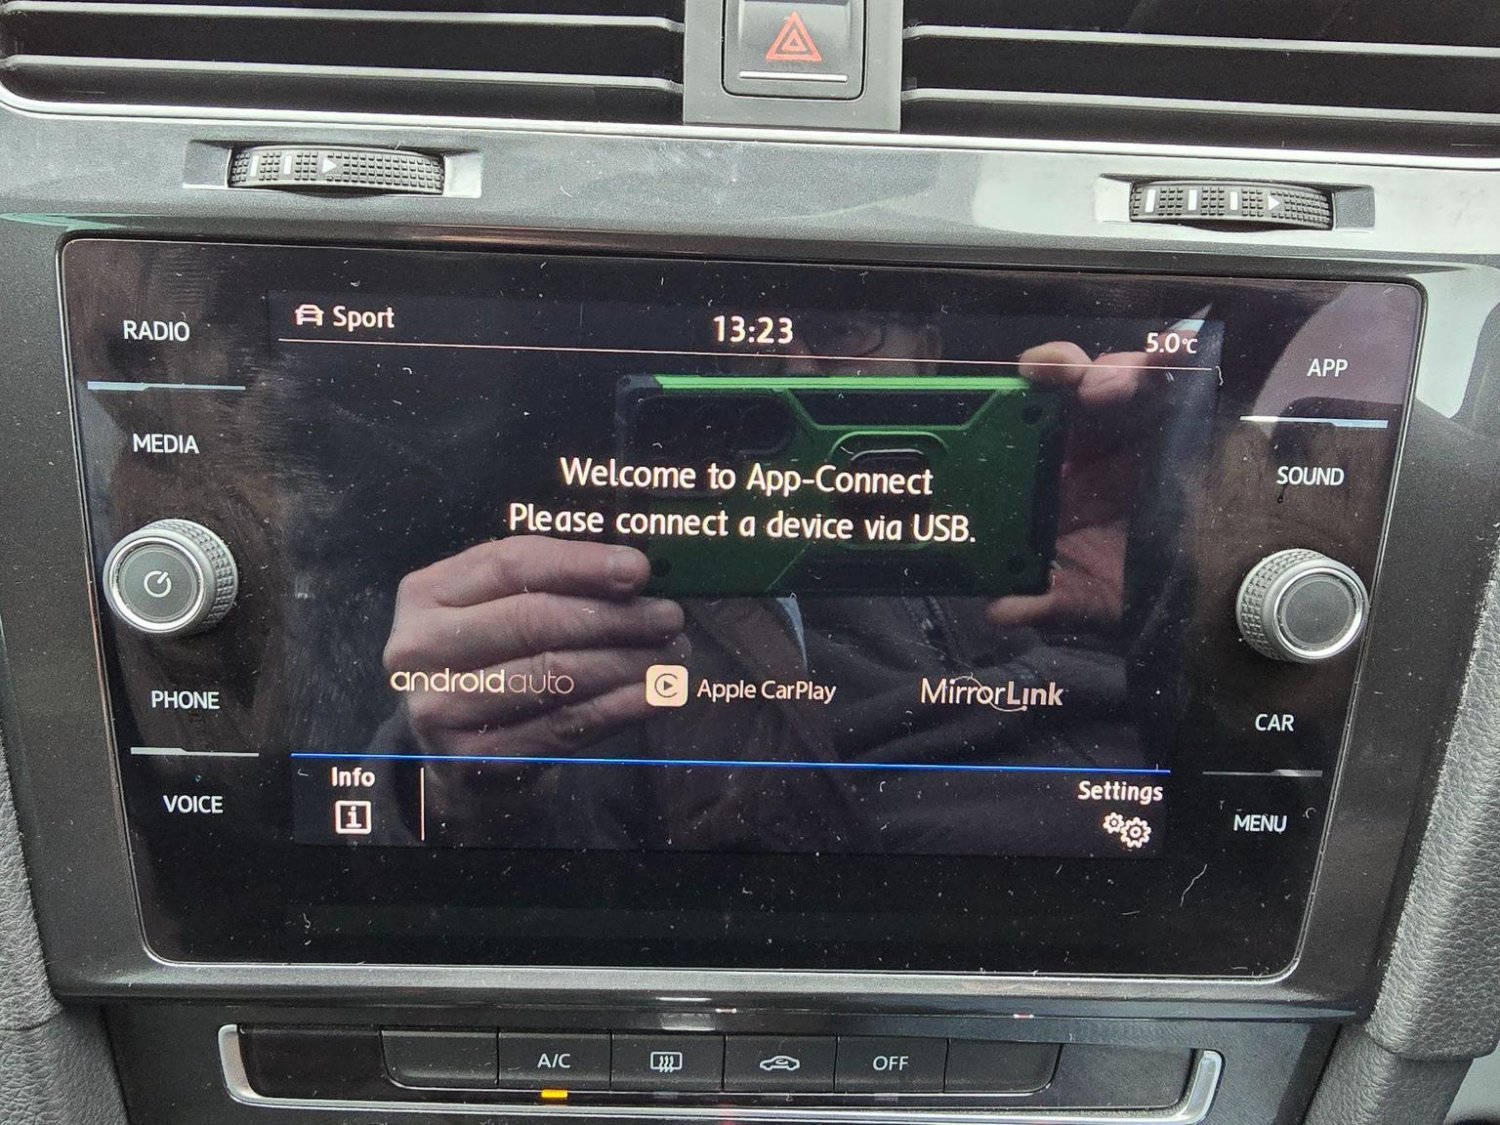 RADIO
MEDIA
PHONE
VOICE
Sport
13:23
5.0°C
Welcome to App-Connect
Please connect a device via USB.
androidauto
Apple CarPlay
MirrorLink
Info
i
Settings
APP
SOUND
CAR
MENU
A/C
OFF